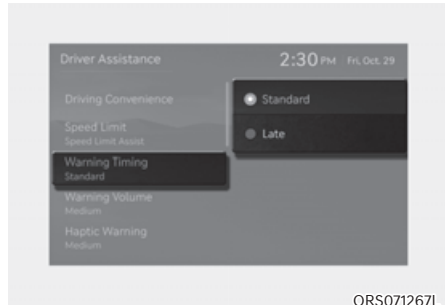 Driver Assistance
2:30 PM Fri, Oct. 29
Driving Convenience
Speed Limit
Speed Limit Assist
Warning Timing
Standard
Warning Volume
Medium
Haptic Warning
Medium
Standard
Late
ORS071267L